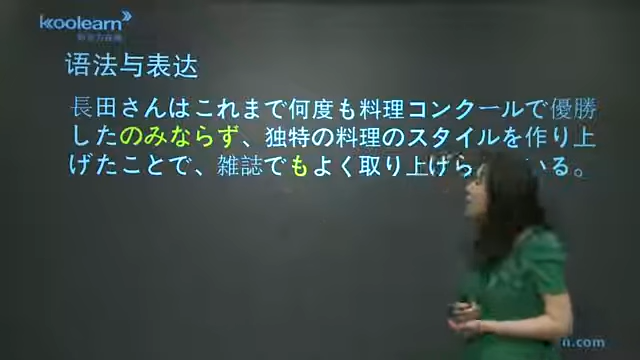 koolearn
语法与表达
長田さんはこれまで何度も料理コンクールで優勝
したのみならず、独特の料理のスタイルを作り上
げたことで、雑誌でもよく取り上げら いる。
n.com